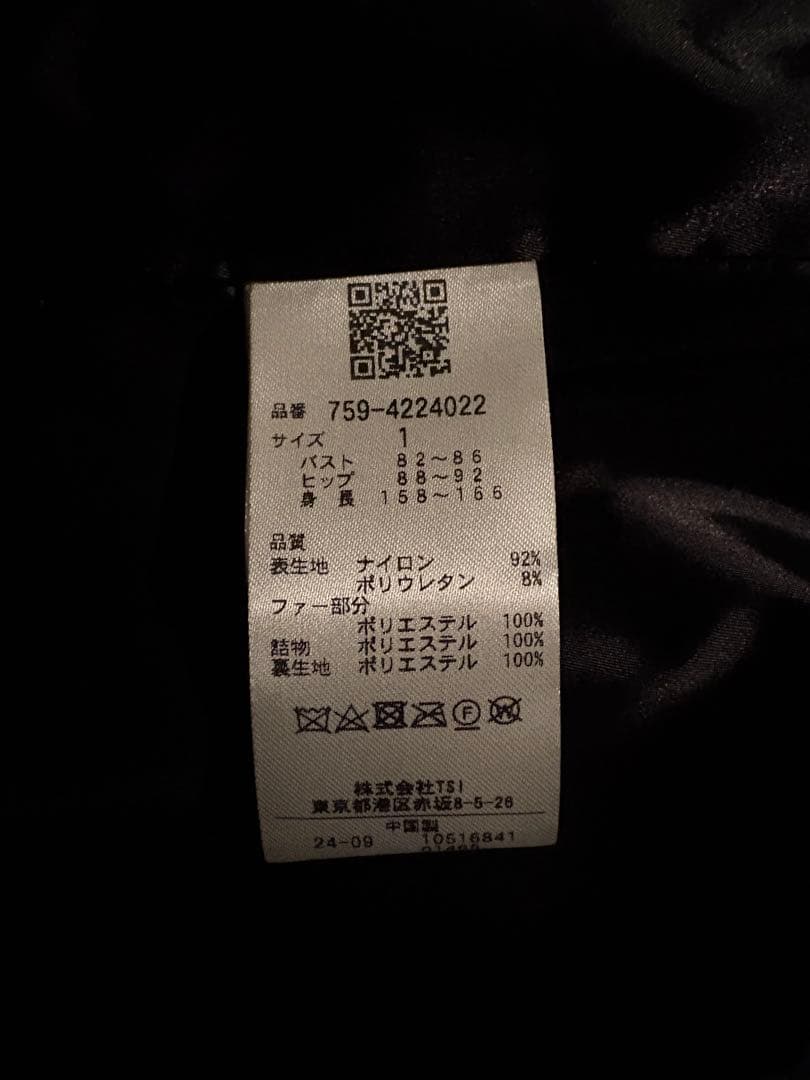 品番 759-4224022
サイズ 1
バスト 82～86
ヒップ 88～92
身長 158～166
品質
表生地 ナイロン 92%
ポリウレタン 8%
ファー部分
ポリエステル 100%
詰物 ポリエステル 100%
裏生地 ポリエステル 100%
F W
株式会社TSI
東京都港区赤坂8-5-26
中国製
24-09 10516841